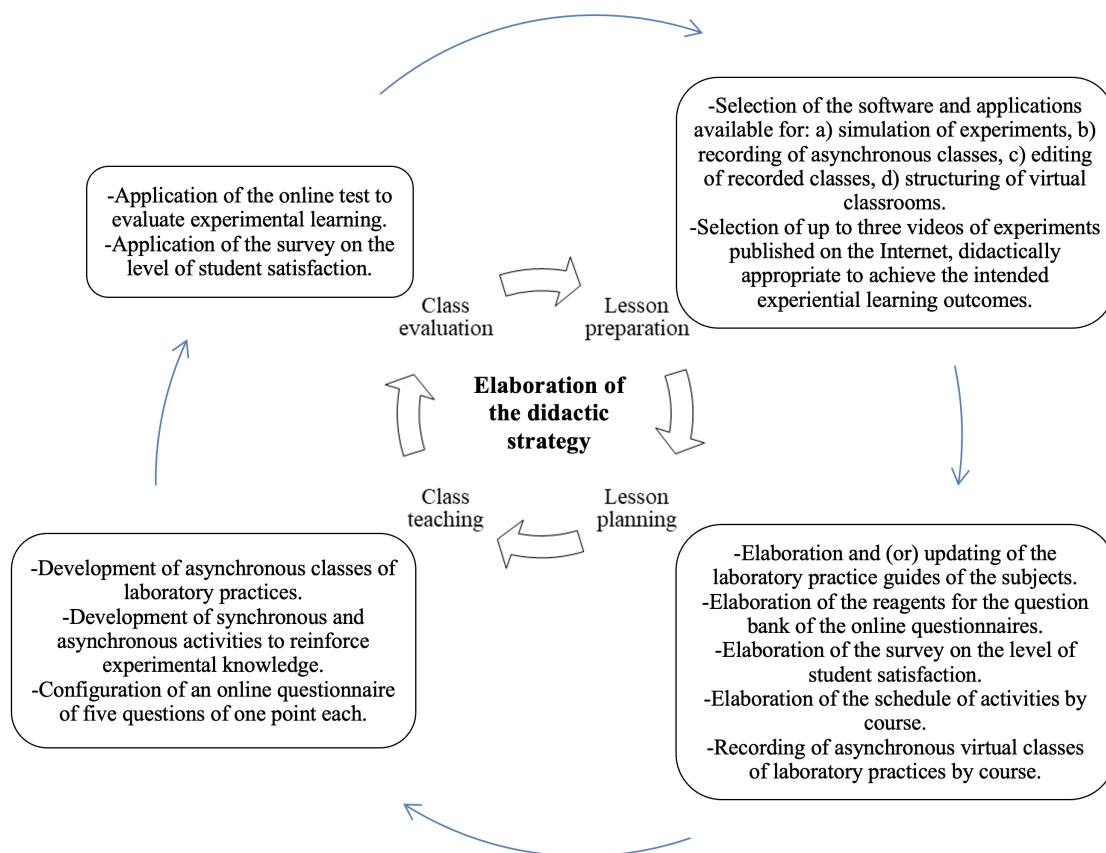 -Selection of the software and applications
available for: a) simulation of experiments, b)
recording of asynchronous classes, c) editing
of recorded classes, d) structuring of virtual
classrooms.
-Selection of up to three videos of experiments
published on the Internet, didactically
appropriate to achieve the intended
experiential learning outcomes.
-Application of the online test to
evaluate experimental learning.
-Application of the survey on the
level of student satisfaction.
Class
evaluation
Lesson
preparation
Elaboration of
the didactic
strategy
Class
teaching
Lesson
planning
-Development of asynchronous classes of
laboratory practices.
-Development of synchronous and
asynchronous activities to reinforce
experimental knowledge.
-Configuration of an online questionnaire
of five questions of one point each.
-Elaboration and (or) updating of the
laboratory practice guides of the subjects.
-Elaboration of the reagents for the question
bank of the online questionnaires.
-Elaboration of the survey on the level of
student satisfaction.
-Elaboration of the schedule of activities by
course.
-Recording of asynchronous virtual classes
of laboratory practices by course.